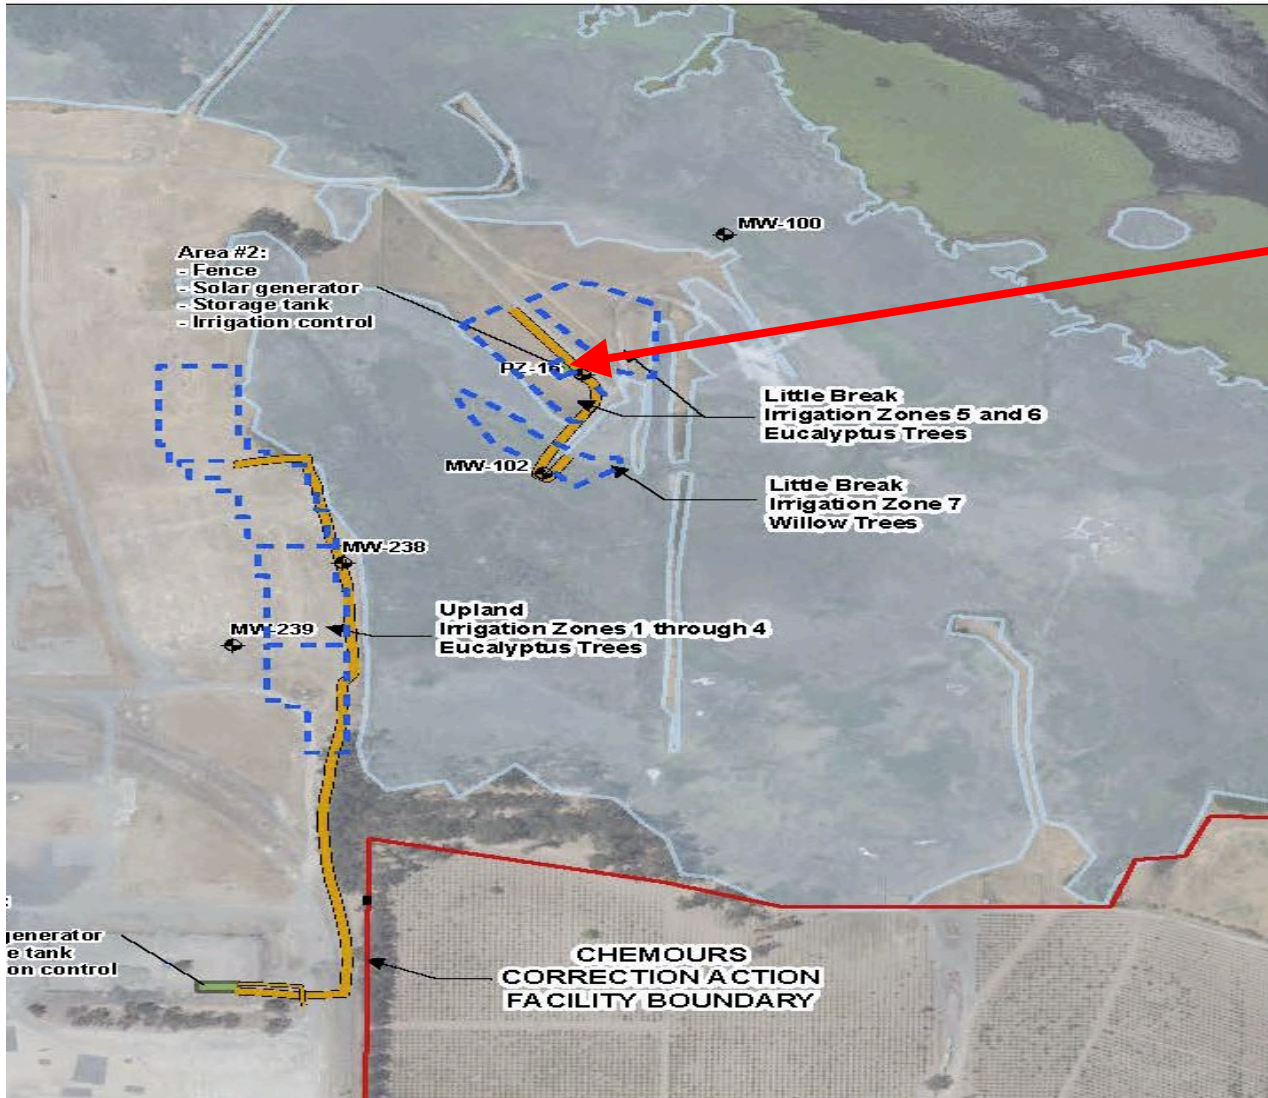 MW-100
Area #2:
- Fence
- Solar generator
- Storage tank
- Irrigation control
Little Break
Irrigation Zones 5 and 6
Eucalyptus Trees
MW-102
Little Break
Irrigation Zone 7
Willow Trees
MW-238
Upland
Irrigation Zones 1 through 4
Eucalyptus Trees
MW-239
generator
e tank
on control
CHEMOURS
CORRECTION ACTION
FACILITY BOUNDARY